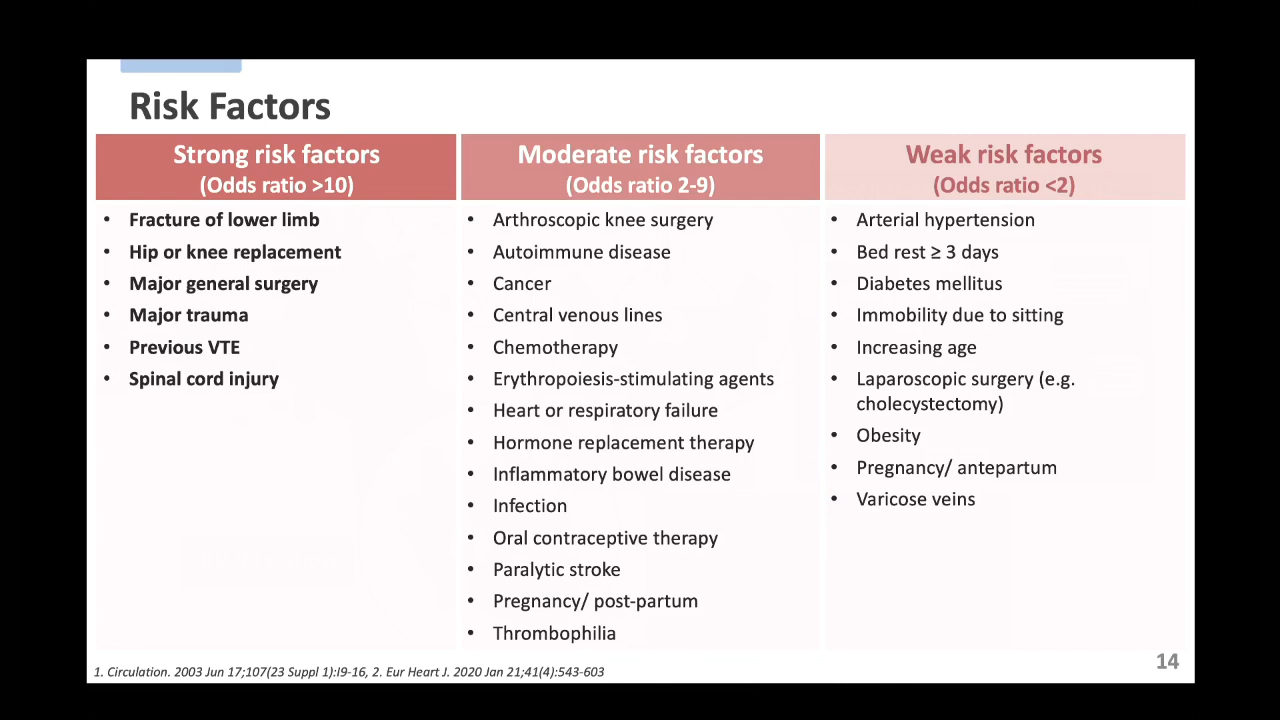 Risk Factors
Strong risk factors
(Odds ratio >10)
• Fracture of lower limb
• Hip or knee replacement
• Major general surgery
• Major trauma
• Previous VTE
• Spinal cord injury
Moderate risk factors
(Odds ratio 2-9)
• Arthroscopic knee surgery
• Autoimmune disease
• Cancer
• Central venous lines
• Chemotherapy
• Erythropoiesis-stimulating agents
• Heart or respiratory failure
• Hormone replacement therapy
• Inflammatory bowel disease
• Infection
• Oral contraceptive therapy
• Paralytic stroke
• Pregnancy/ post-partum
• Thrombophilia
Weak risk factors
(Odds ratio <2)
• Arterial hypertension
• Bed rest ≥ 3 days
• Diabetes mellitus
• Immobility due to sitting
• Increasing age
• Laparoscopic surgery (e.g.
cholecystectomy)
• Obesity
• Pregnancy/ antepartum
• Varicose veins
1. Circulation. 2003 Jun 17;107(23 Suppl 1):I9-16, 2. Eur Heart J. 2020 Jan 21;41(4):543-603
14